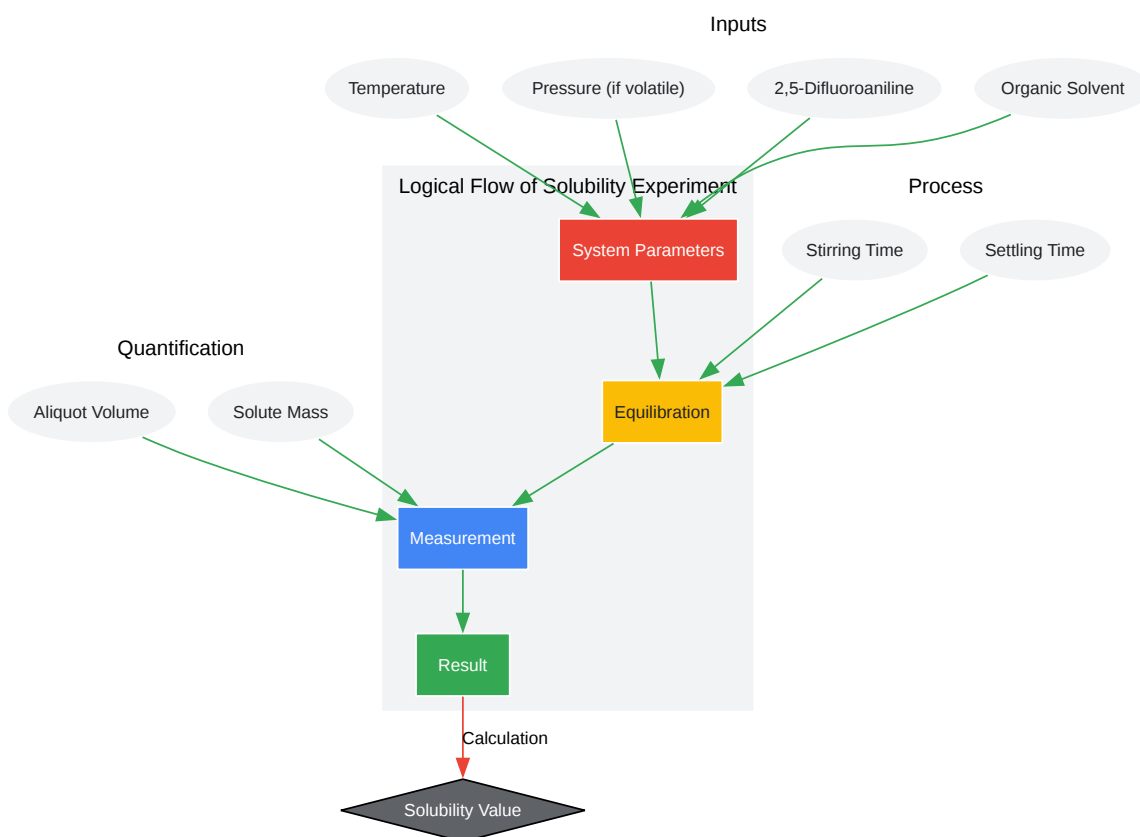 Inputs
Temperature
Pressure (if volatile)
2,5-Difluoroaniline
Organic Solvent
Logical Flow of Solubility Experiment
Process
System Parameters
Stirring Time
Settling Time
Quantification
Aliquot Volume
Solute Mass
Equilibration
Measurement
Result
Calculation
Solubility Value